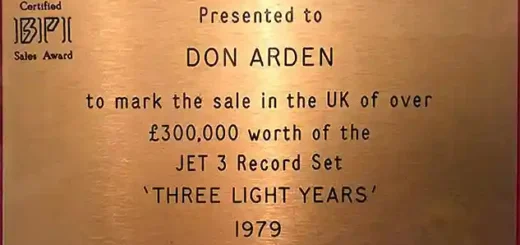 Certified
BPI
Sales Award
Presented to
DON ARDEN
to mark the sale in the UK of over
£300,000 worth of the
JET 3 Record Set
‘THREE LIGHT YEARS’
1979